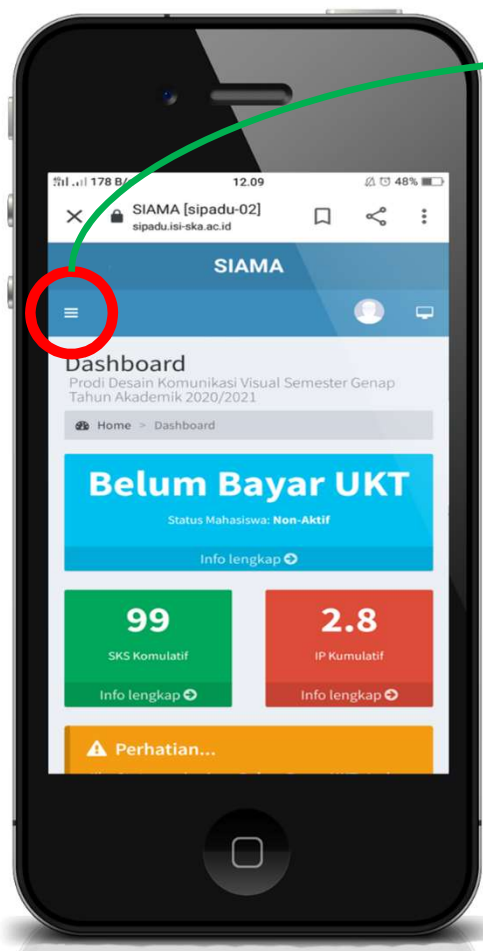 178 B/
12.09
48%
SIAMA [sipadu-02]
sipadu.isi-ska.ac.id
SIAMA
Dashboard
Prodi Desain Komunikasi Visual Semester Genap
Tahun Akademik 2020/2021
Home > Dashboard
Belum Bayar UKT
Status Mahasiswa: Non-Aktif
Info lengkap
99
SKS Komulatif
Info lengkap
2.8
IP Kumulatif
Info lengkap
Perhatian...